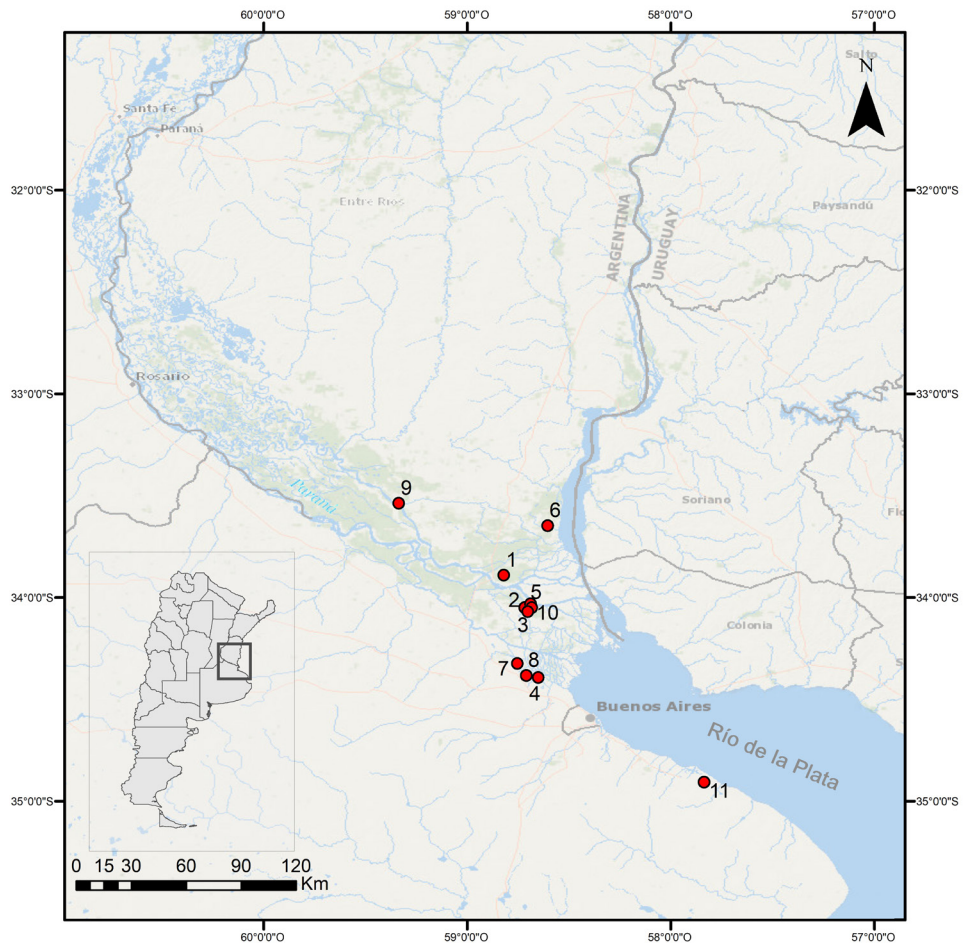 60°0'0"O 59°0'0"O 58°0'0"O 57°0'0"O
Salto
N
Santa Fe
Paraná
32°0'0"S 32°0'0"S
Entre Ríos
Paysandú
ARGENTINA
URUGUAY
Rosario
33°0'0"S 33°0'0"S
9
Paraná
Soriano
6
1
5
2
34°0'0"S 34°0'0"S
10
3
Colonia
8
7
4
Buenos Aires
Río de la Plata
11
35°0'0"S 35°0'0"S
0 15 30 60 90 120
Km
60°0'0"O 59°0'0"O 58°0'0"O 57°0'0"O